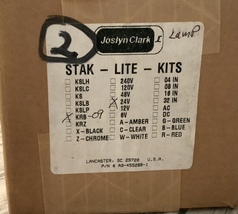 2
Joslyn Clark
Lamp
STAK - LITE - KITS
KSLH 240V 04 IN
KSLC 120V 08 IN
KS 48V 16 IN
KSLB X 24V 32 IN
KSLP 12V AC
X KRB-09 6V DC
KRZ A-AMBER G-GREEN
X-BLACK C-CLEAR B-BLUE
Z-CHROME W-WHITE R-RED
LANCASTER, SC 29720 U.S.A.